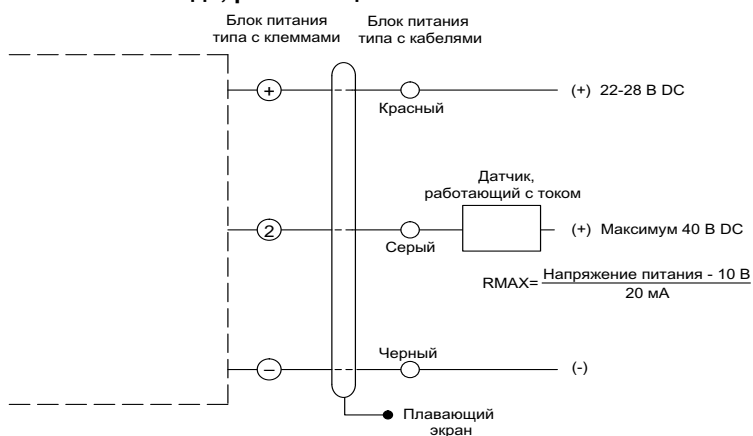 Блок питания
типа с клеммами
Блок питания
типа с кабелями
+
Красный
(+) 22-28 В DC
Датчик,
работающий с током
2
Серый
(+) Максимум 40 В DC
RMAX= Напряжение питания - 10 В
20 мА
Черный
−
(-)
Плавающий
экран